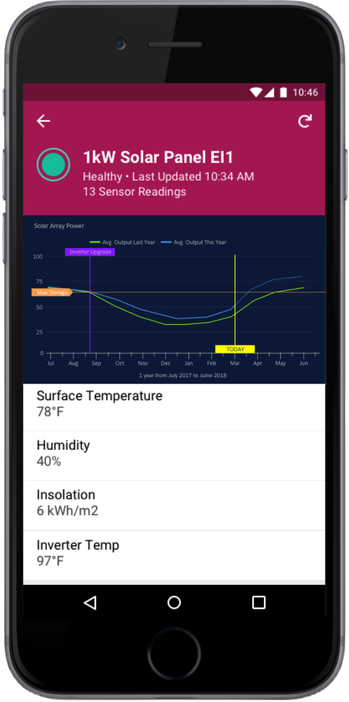 10:46
1kW Solar Panel EI1
Healthy • Last Updated 10:34 AM
13 Sensor Readings
Solar Array Power
Avg. Output Last Year Avg. Output This Year
Invertor Upgrade
100
75
Max Storage
50
25
0
TODAY
Jul Aug Sep Oct Nov Dec Jan Feb Mar Apr May Jun
1 year from July 2017 to June 2018
Surface Temperature
78°F
Humidity
40%
Insolation
6 kWh/m2
Inverter Temp
97°F